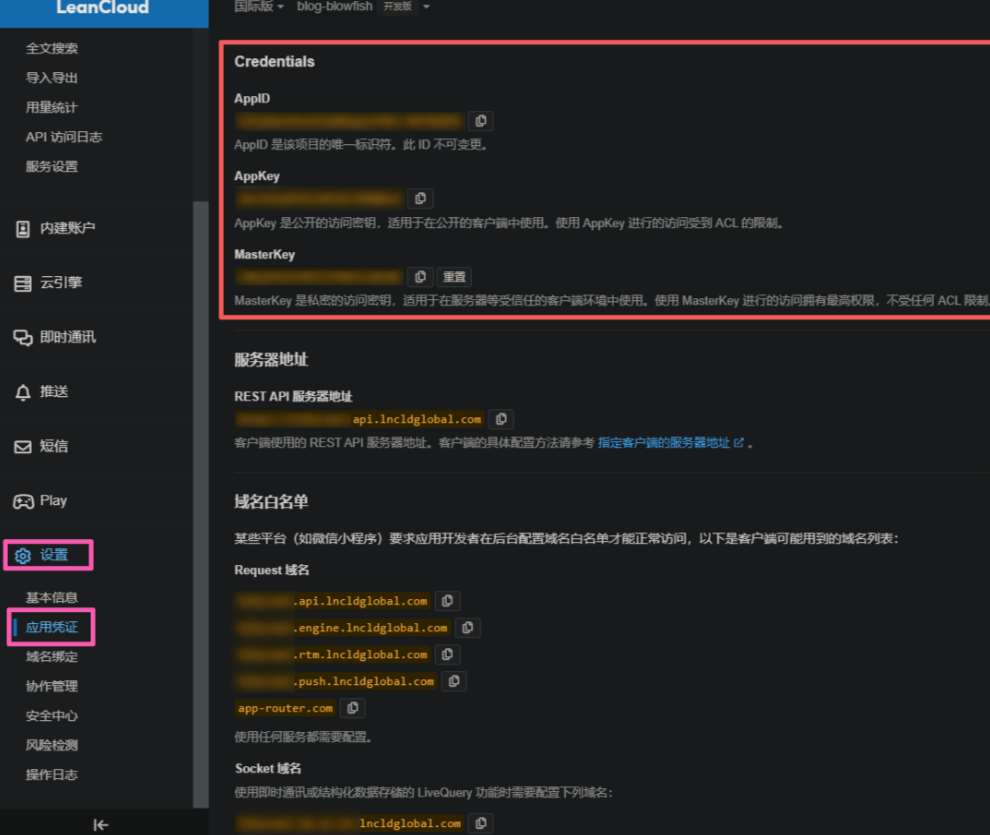 LeanCloud
国际版 blog-blowfish 开发版
全文搜索
导入导出
用量统计
API 访问日志
服务设置
内建账户
云引擎
即时通讯
推送
短信
Play
设置
基本信息
应用凭证
域名绑定
协作管理
安全中心
风险检测
操作日志
Credentials
AppID
AppID 是该项目的唯一标识符。此 ID 不可变更。
AppKey
AppKey 是公开的访问密钥，适用于在公开的客户端中使用。使用 AppKey 进行的访问受到 ACL 的限制。
MasterKey
重置
MasterKey 是私密的访问密钥，适用于在服务器等受信任的客户端环境中使用。使用 MasterKey 进行的访问拥有最高权限，不受任何 ACL 限制
服务器地址
REST API 服务器地址
api.lncldglobal.com
客户端使用的 REST API 服务器地址。客户端的具体配置方法请参考 指定客户端的服务器地址 。
域名白名单
某些平台（如微信小程序）要求应用开发者在后台配置域名白名单才能正常访问，以下是客户端可能用到的域名列表：
Request 域名
.api.lncldglobal.com
.engine.lncldglobal.com
.rtm.lncldglobal.com
.push.lncldglobal.com
app-router.com
使用任何服务都需要配置。
Socket 域名
使用即时通讯或结构化数据存储的 LiveQuery 功能时需要配置下列域名：
lncldglobal.com